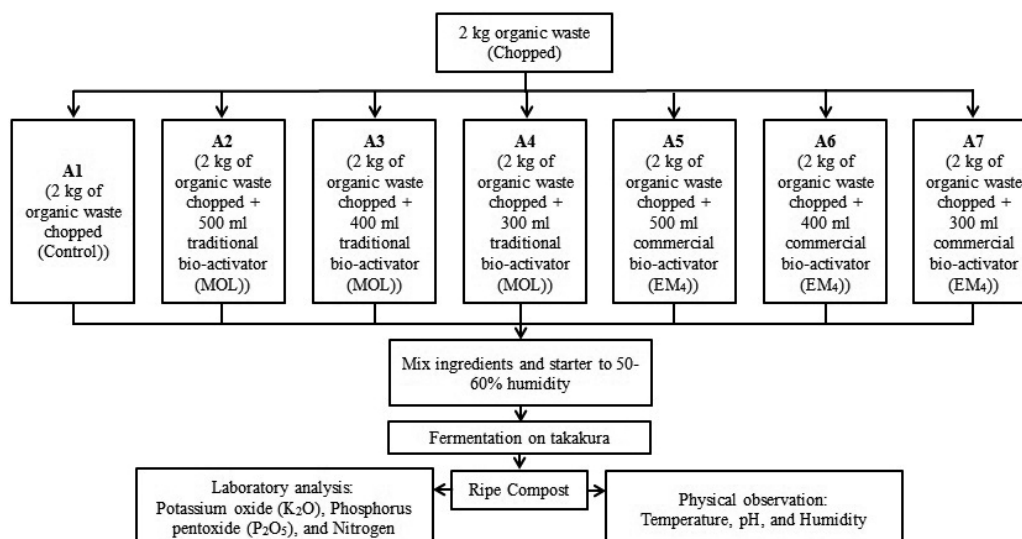 2 kg organic waste
(Chopped)
A1
(2 kg of
organic waste
chopped
(Control))
A2
(2 kg of
organic waste
chopped +
500 ml
traditional
bio-activator
(MOL))
A3
(2 kg of
organic waste
chopped +
400 ml
traditional
bio-activator
(MOL))
A4
(2 kg of
organic waste
chopped +
300 ml
traditional
bio-activator
(MOL))
A5
(2 kg of
organic waste
chopped +
500 ml
commercial
bio-activator
(EM₄))
A6
(2 kg of
organic waste
chopped +
400 ml
commercial
bio-activator
(EM₄))
A7
(2 kg of
organic waste
chopped +
300 ml
commercial
bio-activator
(EM₄))
Mix ingredients and starter to 50-
60% humidity
Fermentation on takakura
Laboratory analysis:
Potassium oxide (K₂O), Phosphorus
pentoxide (P₂O₅), and Nitrogen
Ripe Compost
Physical observation:
Temperature, pH, and Humidity